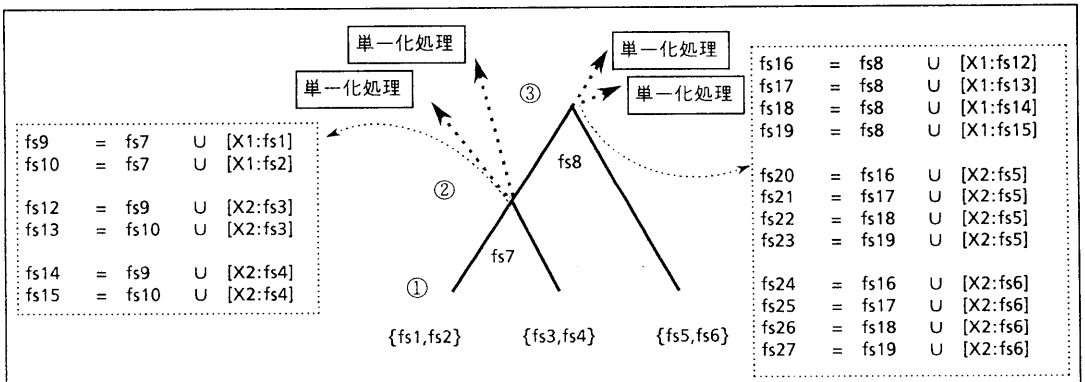 単一化処理
単一化処理
単一化処理
単一化処理
③
fs8
②
fs7
①
{fs1,fs2}
{fs3,fs4}
{fs5,fs6}
fs9 = fs7 ∪ [X1:fs1]
fs10 = fs7 ∪ [X1:fs2]
fs12 = fs9 ∪ [X2:fs3]
fs13 = fs10 ∪ [X2:fs3]
fs14 = fs9 ∪ [X2:fs4]
fs15 = fs10 ∪ [X2:fs4]
fs16 = fs8 ∪ [X1:fs12]
fs17 = fs8 ∪ [X1:fs13]
fs18 = fs8 ∪ [X1:fs14]
fs19 = fs8 ∪ [X1:fs15]
fs20 = fs16 ∪ [X2:fs5]
fs21 = fs17 ∪ [X2:fs5]
fs22 = fs18 ∪ [X2:fs5]
fs23 = fs19 ∪ [X2:fs5]
fs24 = fs16 ∪ [X2:fs6]
fs25 = fs17 ∪ [X2:fs6]
fs26 = fs18 ∪ [X2:fs6]
fs27 = fs19 ∪ [X2:fs6]